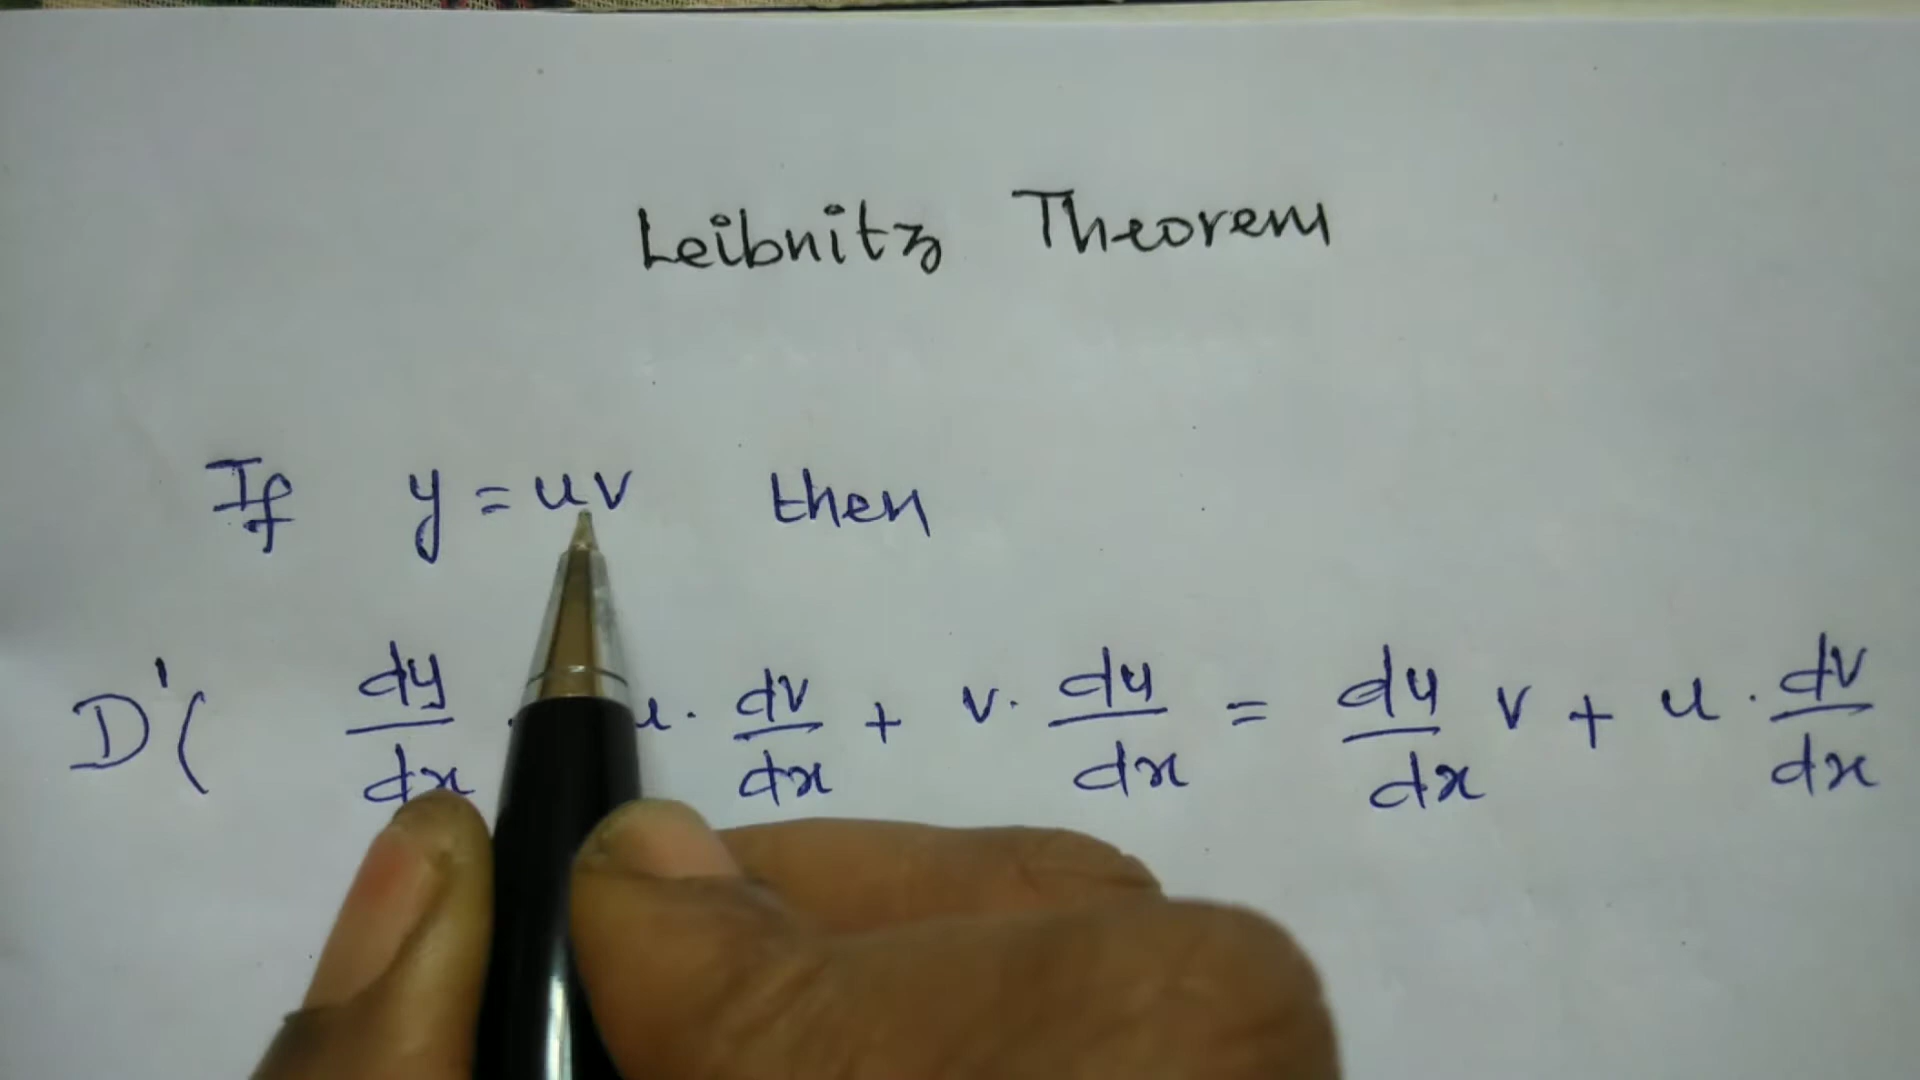 Leibnitz Theorem
If y = uv then
D'( dy/dx u. dv/dx + v. du/dx = du/dx v + u. dv/dx